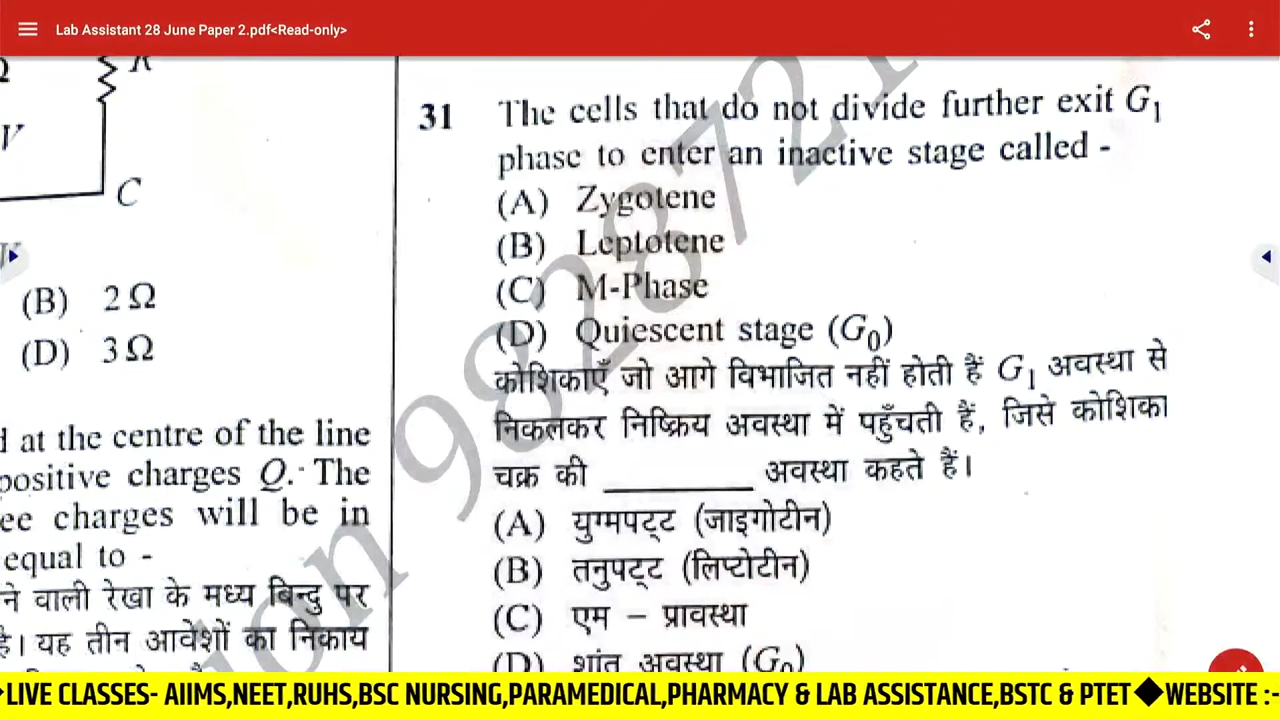 Lab Assistant 28 June Paper 2.pdf<Read-only>
V
C
(B) 2Ω
(D) 3Ω
at the centre of the line
positive charges Q. The
ee charges will be in
equal to -
ने वाली रेखा के मध्य बिन्दु पर
है। यह तीन आवेशों का निकाय
31 The cells that do not divide further exit G₁
phase to enter an inactive stage called -
(A) Zygotene
(B) Leptotene
(C) M-Phase
(D) Quiescent stage (G₀)
कोशिकाएँ जो आगे विभाजित नहीं होती हैं G₁ अवस्था से
निकलकर निष्क्रिय अवस्था में पहुँचती हैं, जिसे कोशिका
चक्र की ________ अवस्था कहते हैं।
(A) युग्मपट्ट (जाइगोटीन)
(B) तनुपट्ट (लिप्टोटीन)
(C) एम – प्रावस्था
(D) शांत अवस्था (G₀)
ion 982872
LIVE CLASSES- AIIMS,NEET,RUHS,BSC NURSING,PARAMEDICAL,PHARMACY & LAB ASSISTANCE,BSTC & PTET◆WEBSITE :-